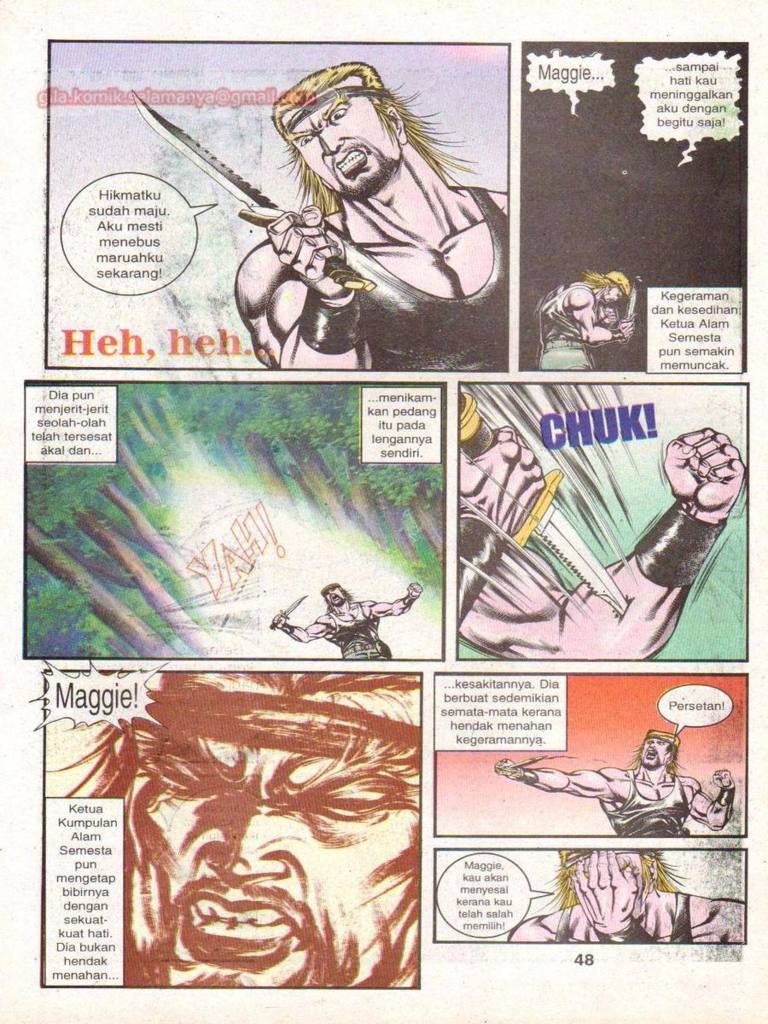 gila.komik.selamanya@gmail.com
Hikmatku
sudah maju.
Aku mesti
menebus
maruahku
sekarang!
Heh, heh...
Maggie...
...sampai
hati kau
meninggalkan
aku dengan
begitu saja!
Kegeraman
dan kesedihan
Ketua Alam
Semesta
pun semakin
memuncak.
Dia pun
menjerit-jerit
seolah-olah
telah tersesat
akal dan...
...menikam-
kan pedang
itu pada
lengannya
sendiri.
YAH!
CHUK!
Maggie!
Ketua
Kumpulan
Alam
Semesta
pun
mengetap
bibirnya
dengan
sekuat-
kuat hati.
Dia bukan
hendak
menahan...
...kesakitannya. Dia
berbuat sedemikian
semata-mata kerana
hendak menahan
kegeramannya.
Persetan!
Maggie,
kau akan
menyesal
kerana kau
telah salah
memilih!
48